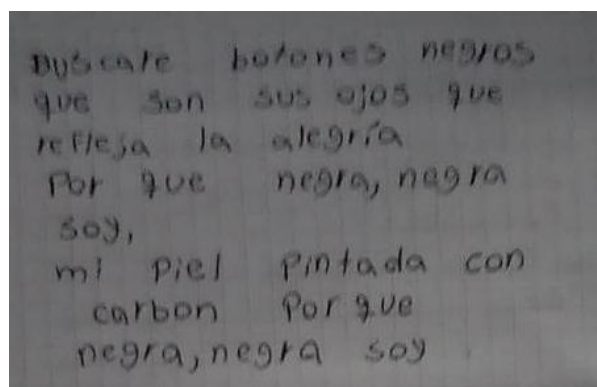 Buscate botones negros
que son sus ojos que
refleja la alegría
Por que negra, nagra
soy,
mi piel pintada con
carbon Por que
negra, negra soy